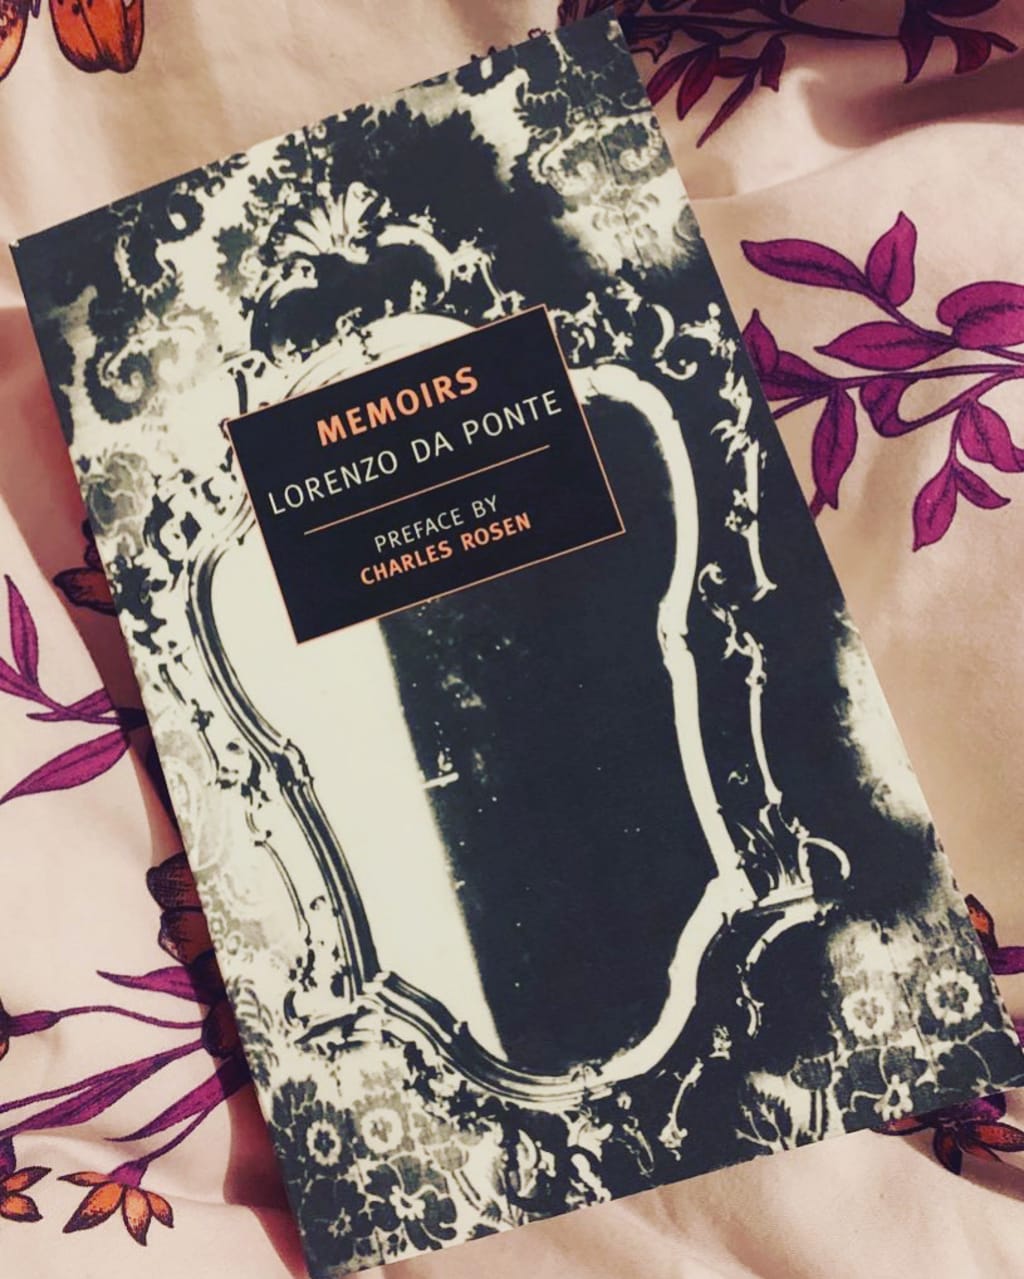 MEMOIRS
LORENZO DA PONTE
PREFACE BY
CHARLES ROSEN